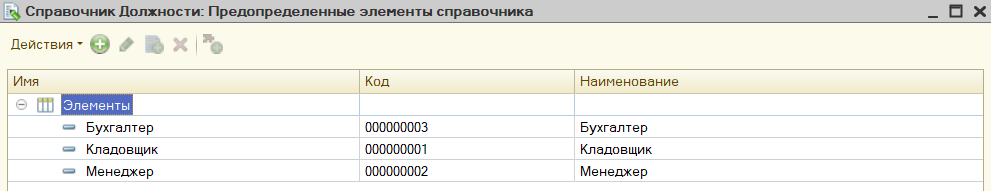 Справочник Должности: Предопределенные элементы справочника
Действия
Имя Код Наименование
Элементы
Бухгалтер 000000003 Бухгалтер
Кладовщик 000000001 Кладовщик
Менеджер 000000002 Менеджер